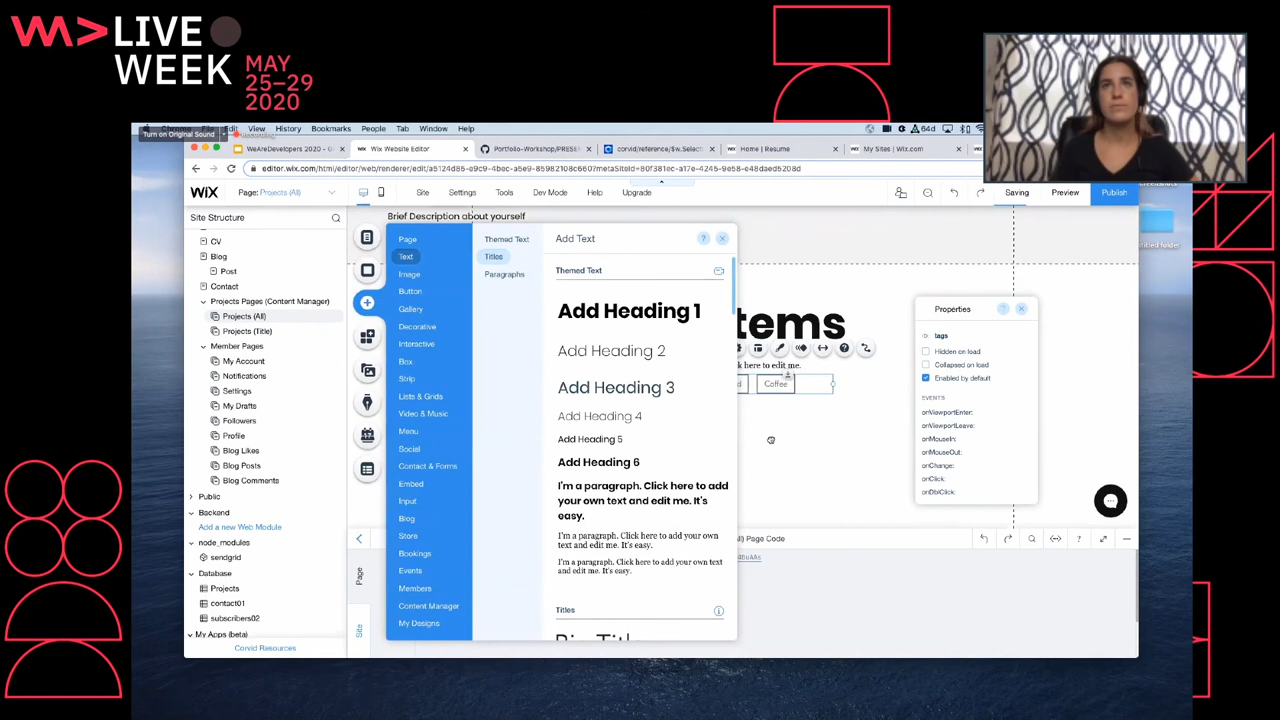 LIVE
WEEK
MAY
25–29
2020
Turn on Original Sound
Recording
Edit View History Bookmarks People Tab Window Help
64d
WeAreDevelopers 2020 - G
Wix Website Editor
Portfolio-Workshop/PRESE
corvid/reference/$w.Select
Home | Resume
My Sites | Wix.com
WIX
Page: Projects (All)
Site
Settings
Tools
Dev Mode
Help
Upgrade
Saving
Preview
Publish
Site Structure
CV
Blog
Post
Contact
Projects Pages (Content Manager)
Projects (All)
Projects (Title)
Member Pages
My Account
Notifications
Settings
My Drafts
Followers
Profile
Blog Likes
Blog Posts
Blog Comments
Public
Backend
Add a new Web Module
node_modules
sendgrid
Database
Projects
contact01
subscribers02
My Apps (beta)
Corvid Resources
Brief Description about yourself
Page
Text
Image
Button
Gallery
Decorative
Interactive
Box
Strip
Lists & Grids
Video & Music
Menu
Social
Contact & Forms
Embed
Input
Blog
Store
Bookings
Events
Members
Content Manager
My Designs
Themed Text
Titles
Paragraphs
Add Text
Themed Text
Add Heading 1
Add Heading 2
Add Heading 3
Add Heading 4
Add Heading 5
Add Heading 6
I'm a paragraph. Click here to add
your own text and edit me. It's
easy.
I'm a paragraph. Click here to add your own
text and edit me. It's easy.
I'm a paragraph. Click here to add your own text
and edit me. It's easy.
Titles
Big Title
tems
k here to edit me.
Coffee
Properties
tags
Hidden on load
Collapsed on load
Enabled by default
EVENTS
onViewportEnter:
onViewportLeave:
onMouseIn:
onMouseOut:
onChange:
onClick:
onDblClick:
All) Page Code
Page
Site